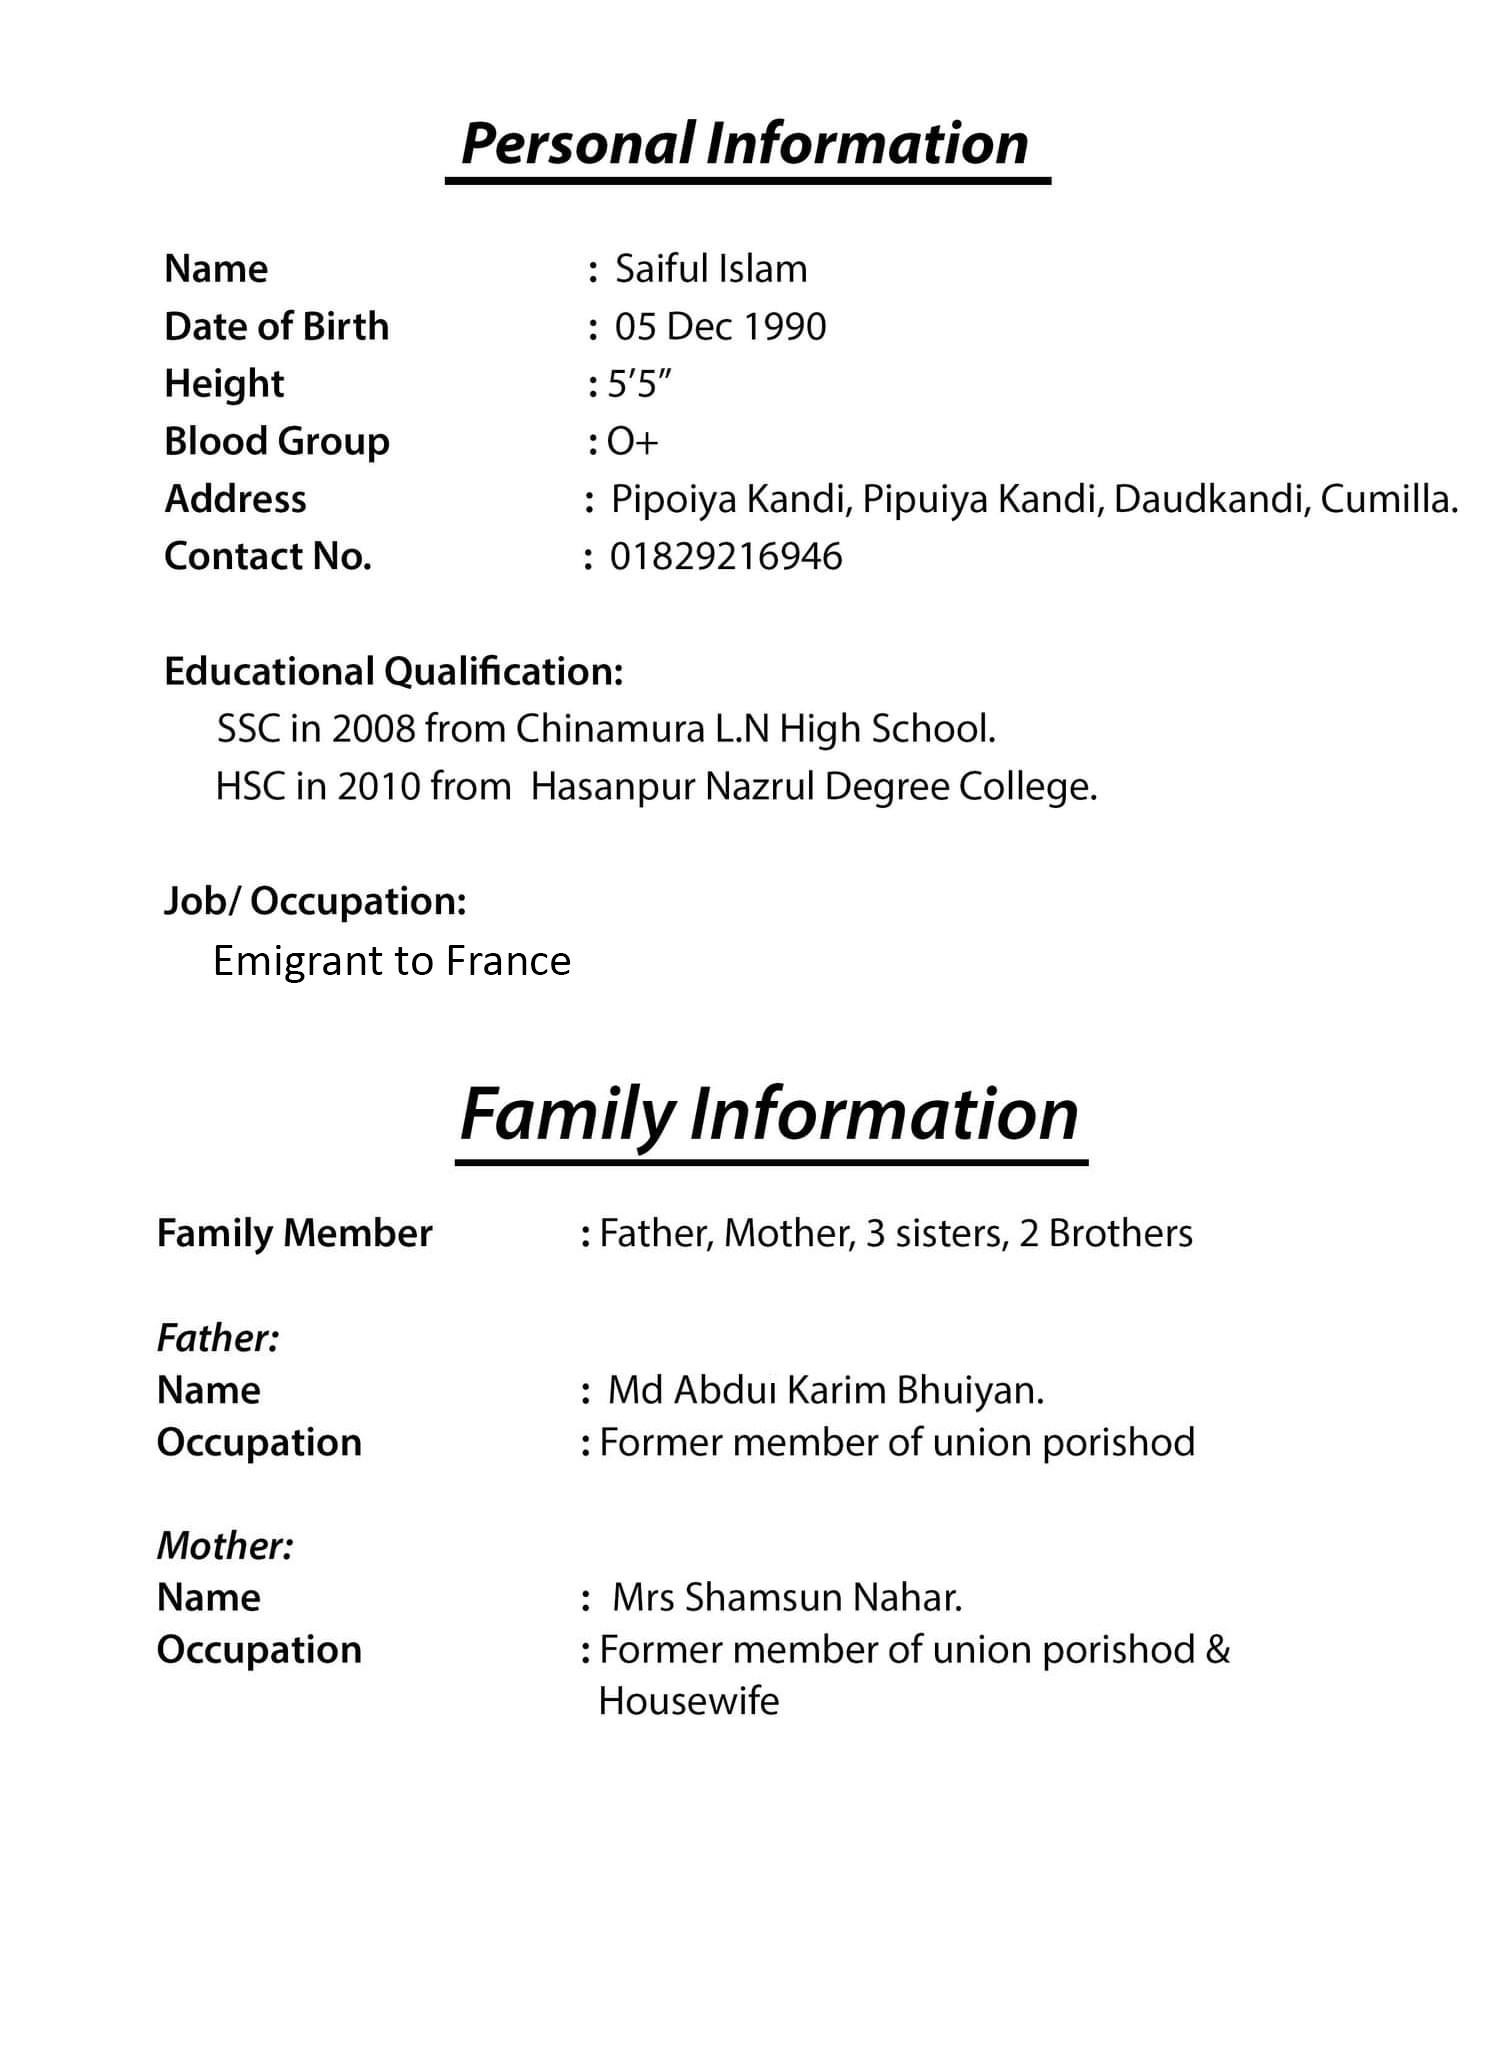 Personal Information
Name : Saiful Islam
Date of Birth : 05 Dec 1990
Height : 5’5”
Blood Group : O+
Address : Pipoiya Kandi, Pipuiya Kandi, Daudkandi, Cumilla.
Contact No. : 01829216946
Educational Qualification:
SSC in 2008 from Chinamura L.N High School.
HSC in 2010 from Hasanpur Nazrul Degree College.
Job/ Occupation:
Emigrant to France
Family Information
Family Member : Father, Mother, 3 sisters, 2 Brothers
Father:
Name : Md Abdul Karim Bhuiyan.
Occupation : Former member of union porishod
Mother:
Name : Mrs Shamsun Nahar.
Occupation : Former member of union porishod &
Housewife